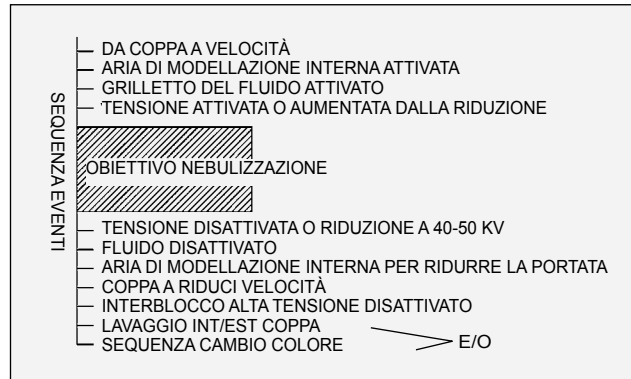 SEQUENZA EVENTI
DA COPPA A VELOCITÀ
ARIA DI MODELLAZIONE INTERNA ATTIVATA
GRILLETTO DEL FLUIDO ATTIVATO
TENSIONE ATTIVATA O AUMENTATA DALLA RIDUZIONE
OBIETTIVO NEBULIZZAZIONE
TENSIONE DISATTIVATA O RIDUZIONE A 40-50 KV
FLUIDO DISATTIVATO
ARIA DI MODELLAZIONE INTERNA PER RIDURRE LA PORTATA
COPPA A RIDUCI VELOCITÀ
INTERBLOCCO ALTA TENSIONE DISATTIVATO
LAVAGGIO INT/EST COPPA
SEQUENZA CAMBIO COLORE
E/O